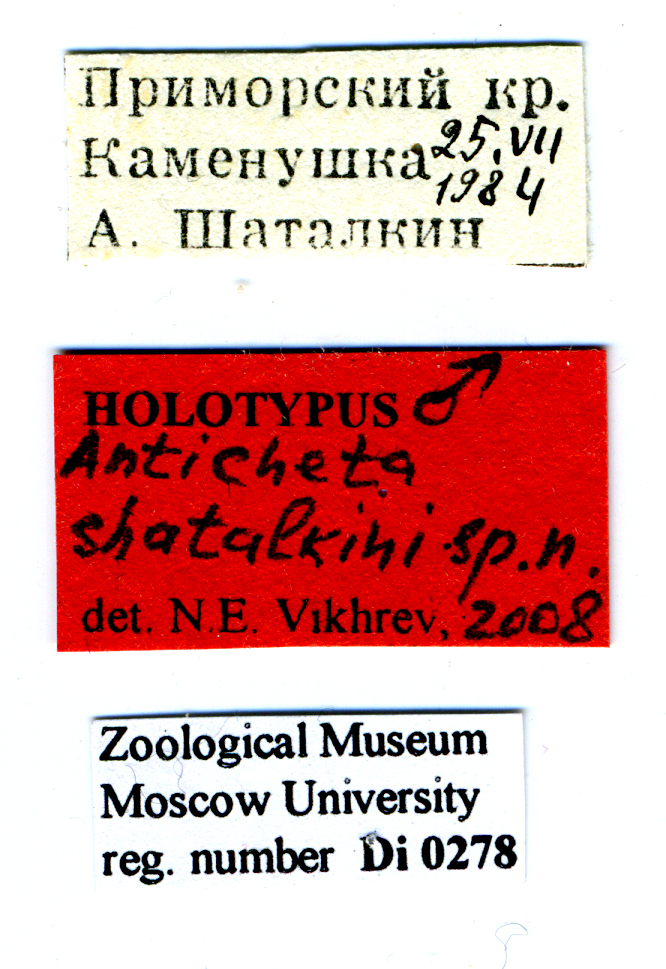 Приморский кр.
Каменушка 25.VII
1984
А. Шаталкин
HOLOTYPUS ♂
Anticheta
shatalkini sp.n.
det. N.E. Vikhrev, 2008
Zoological Museum
Moscow University
reg. number Di 0278